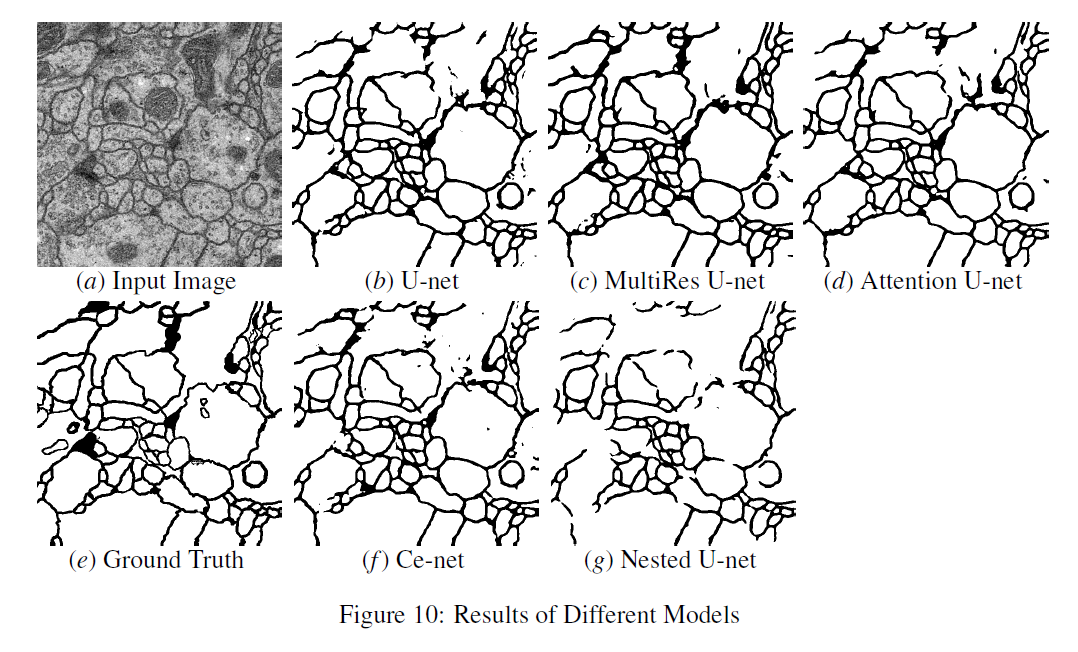 (a) Input Image
(b) U-net
(c) MultiRes U-net
(d) Attention U-net
(e) Ground Truth
(f) Ce-net
(g) Nested U-net
Figure 10: Results of Different Models